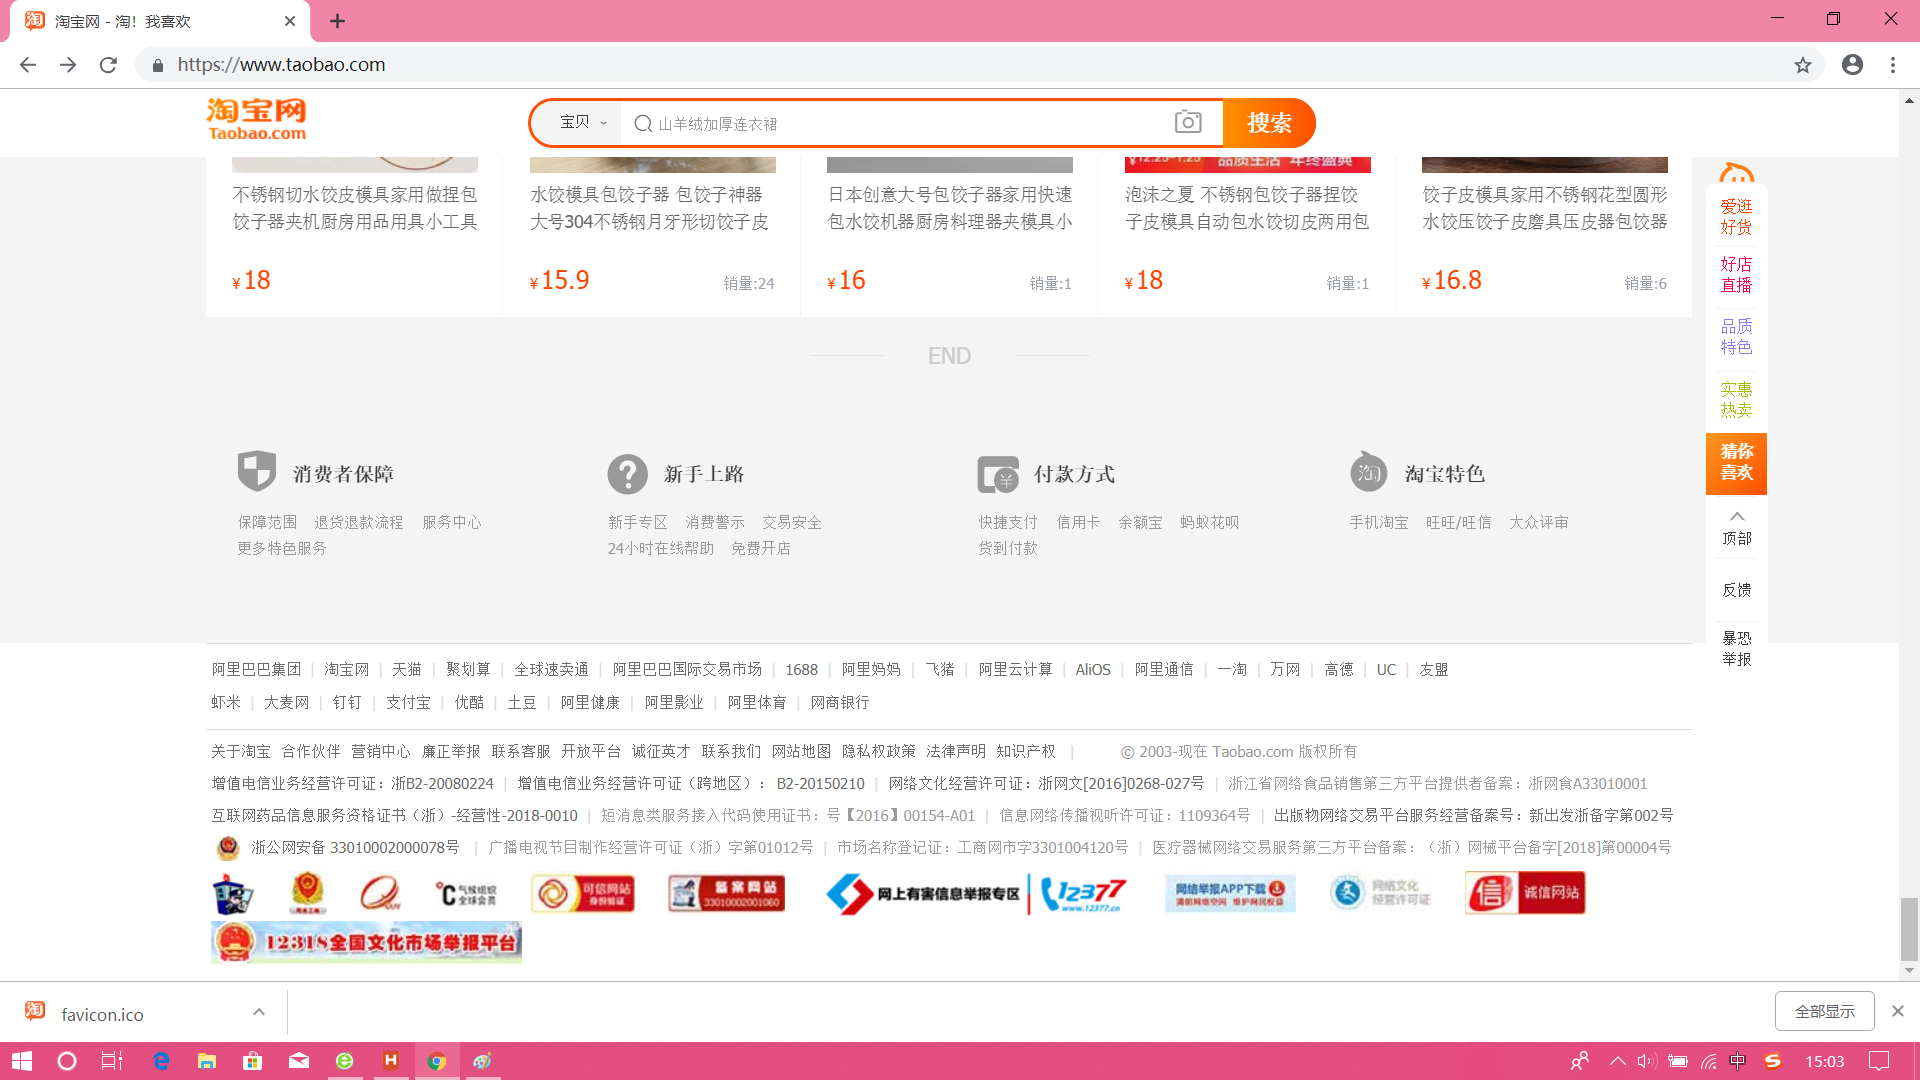 淘宝网 - 淘！我喜欢
https://www.taobao.com
淘宝网
Taobao.com
宝贝
山羊绒加厚连衣裙
搜索
¥12.23-1.25 品质生活 年终盛典
不锈钢切水饺皮模具家用做捏包
饺子器夹机厨房用品用具小工具
¥18
水饺模具包饺子器 包饺子神器
大号304不锈钢月牙形切饺子皮
¥15.9 销量:24
日本创意大号包饺子器家用快速
包水饺机器厨房料理器夹模具小
¥16 销量:1
泡沫之夏 不锈钢包饺子器捏饺
子皮模具自动包水饺切皮两用包
¥18 销量:1
饺子皮模具家用不锈钢花型圆形
水饺压饺子皮磨具压皮器包饺器
¥16.8 销量:6
爱逛
好货
好店
直播
品质
特色
实惠
热卖
猜你
喜欢
顶部
反馈
暴恐
举报
END
消费者保障
保障范围 退货退款流程 服务中心
更多特色服务
新手上路
新手专区 消费警示 交易安全
24小时在线帮助 免费开店
付款方式
快捷支付 信用卡 余额宝 蚂蚁花呗
货到付款
淘 淘宝特色
手机淘宝 旺旺/旺信 大众评审
阿里巴巴集团 | 淘宝网 | 天猫 | 聚划算 | 全球速卖通 | 阿里巴巴国际交易市场 | 1688 | 阿里妈妈 | 飞猪 | 阿里云计算 | AliOS | 阿里通信 | 一淘 | 万网 | 高德 | UC | 友盟
虾米 | 大麦网 | 钉钉 | 支付宝 | 优酷 | 土豆 | 阿里健康 | 阿里影业 | 阿里体育 | 网商银行
关于淘宝 合作伙伴 营销中心 廉正举报 联系客服 开放平台 诚征英才 联系我们 网站地图 隐私权政策 法律声明 知识产权 | © 2003-现在 Taobao.com 版权所有
增值电信业务经营许可证：浙B2-20080224 | 增值电信业务经营许可证（跨地区）： B2-20150210 | 网络文化经营许可证：浙网文[2016]0268-027号 | 浙江省网络食品销售第三方平台提供者备案：浙网食A33010001
互联网药品信息服务资格证书（浙）-经营性-2018-0010 | 短消息类服务接入代码使用证书：号【2016】00154-A01 | 信息网络传播视听许可证：1109364号 | 出版物网络交易平台服务经营备案号：新出发浙备字第002号
浙公网安备 33010002000078号 | 广播电视节目制作经营许可证（浙）字第01012号 | 市场名称登记证：工商网市字3301004120号 | 医疗器械网络交易服务第三方平台备案：（浙）网械平台备字[2018]第00004号
°C 气候组织
全球会员
可信网站
身份验证
备案网站
33010002001060
网上有害信息举报专区
12377
www.12377.cn
网络举报APP下载
清朗网络空间 维护网民权益
网络文化
经营许可证
信 诚信网站
12318全国文化市场举报平台
favicon.ico
全部显示
中
15:03